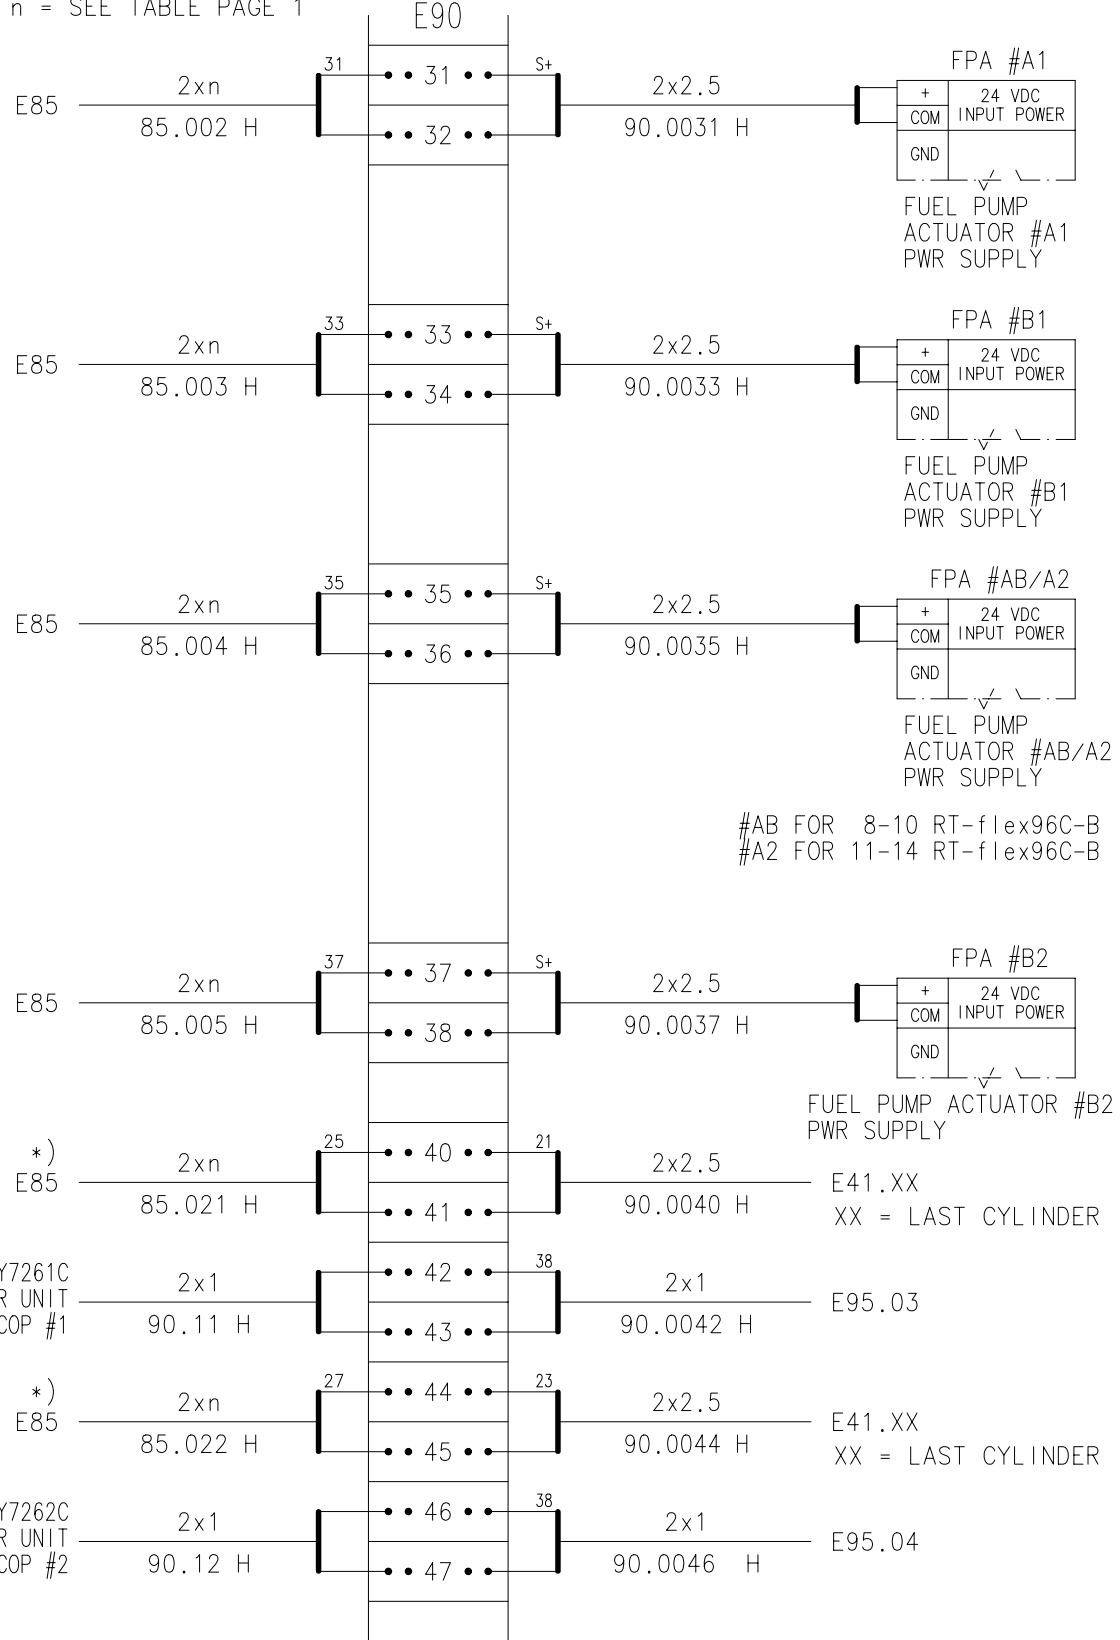 n = SEE TABLE PAGE 1
E90
31
31
S+
32
E85
2xn
85.002 H
2x2.5
90.0031 H
FPA #A1
+
COM
GND
24 VDC
INPUT POWER
FUEL PUMP
ACTUATOR #A1
PWR SUPPLY
33
33
S+
34
E85
2xn
85.003 H
2x2.5
90.0033 H
FPA #B1
+
COM
GND
24 VDC
INPUT POWER
FUEL PUMP
ACTUATOR #B1
PWR SUPPLY
35
35
S+
36
E85
2xn
85.004 H
2x2.5
90.0035 H
FPA #AB/A2
+
COM
GND
24 VDC
INPUT POWER
FUEL PUMP
ACTUATOR #AB/A2
PWR SUPPLY
#AB FOR 8-10 RT-flex96C-B
#A2 FOR 11-14 RT-flex96C-B
37
37
S+
38
E85
2xn
85.005 H
2x2.5
90.0037 H
FPA #B2
+
COM
GND
24 VDC
INPUT POWER
FUEL PUMP ACTUATOR #B2
PWR SUPPLY
*)
E85
2xn
85.021 H
25
40
21
41
2x2.5
90.0040 H
E41.XX
XX = LAST CYLINDER
Y7261C
R UNIT
COP #1
2x1
90.11 H
42
38
43
2x1
90.0042 H
E95.03
*)
E85
2xn
85.022 H
27
44
23
45
2x2.5
90.0044 H
E41.XX
XX = LAST CYLINDER
Y7262C
R UNIT
COP #2
2x1
90.12 H
46
38
47
2x1
90.0046 H
E95.04